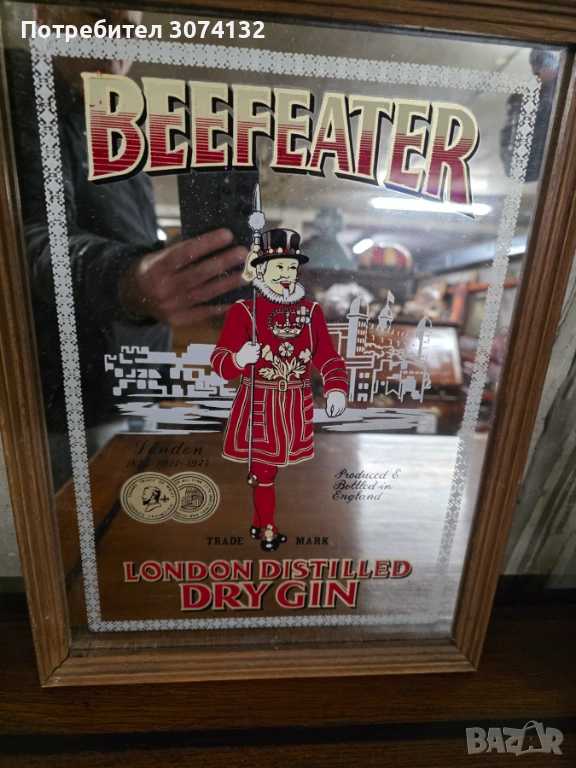 Потребител 3074132
BEEFEATER
London
Produced &
Bottled in
England
TRADE MARK
LONDON DISTILLED
DRY GIN
BAZAR